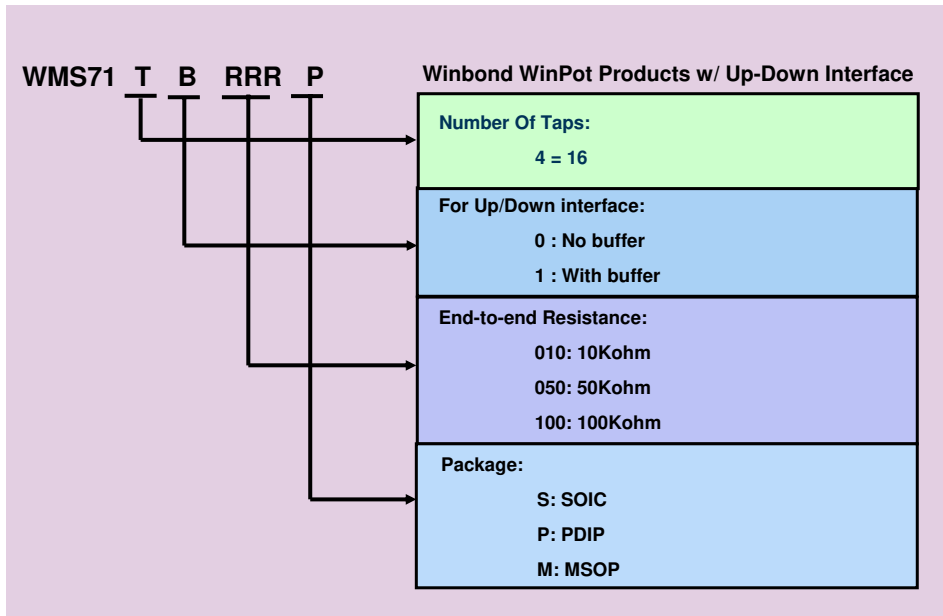 WMS71 T B RRR P
Winbond WinPot Products w/ Up-Down Interface
Number Of Taps:
4 = 16
For Up/Down interface:
0 : No buffer
1 : With buffer
End-to-end Resistance:
010: 10Kohm
050: 50Kohm
100: 100Kohm
Package:
S: SOIC
P: PDIP
M: MSOP